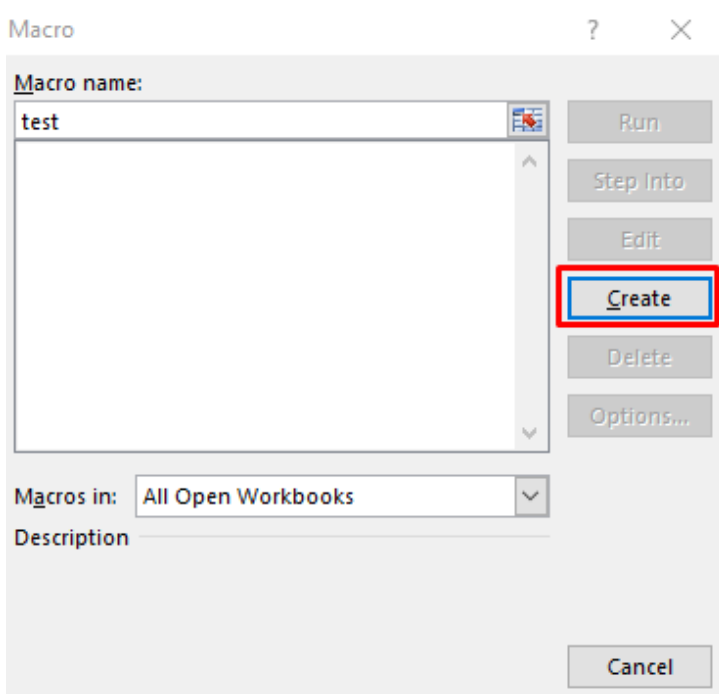 Macro ?
Macro name:
test
Run
Step Into
Edit
Create
Delete
Options...
Macros in: All Open Workbooks
Description
Cancel